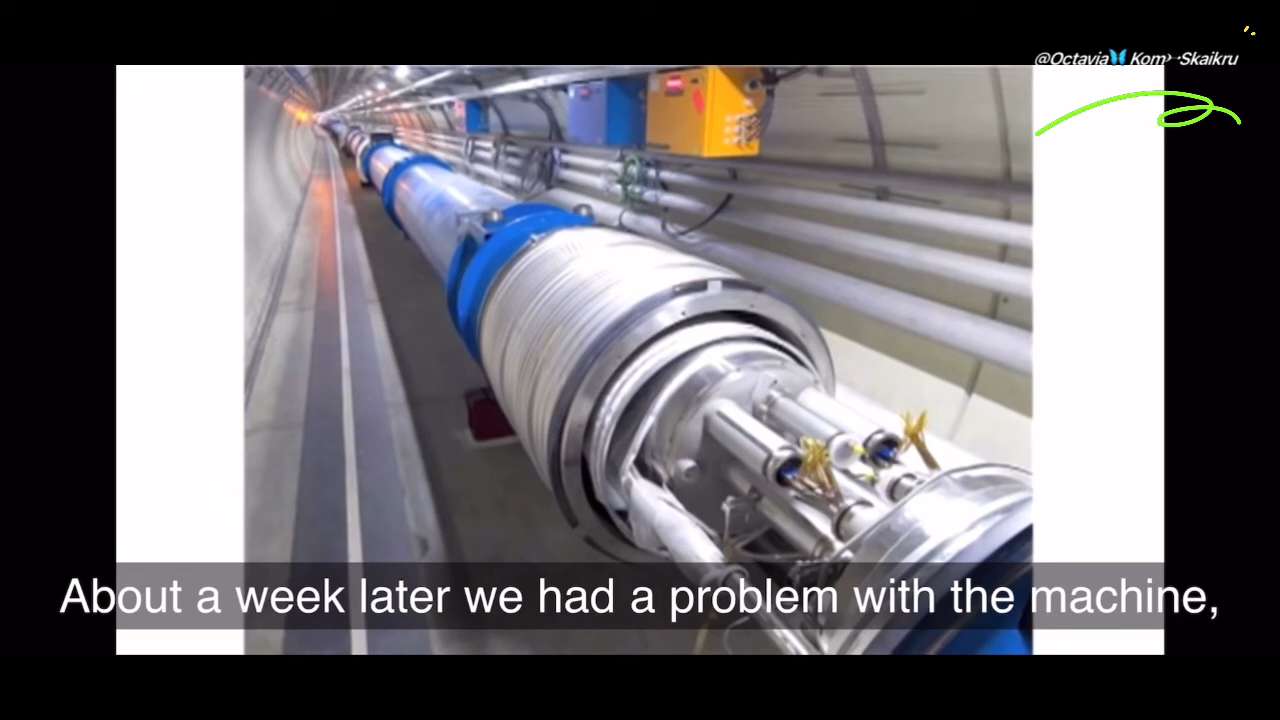 @Octavia🦋 Kom Skaikru
About a week later we had a problem with the machine,